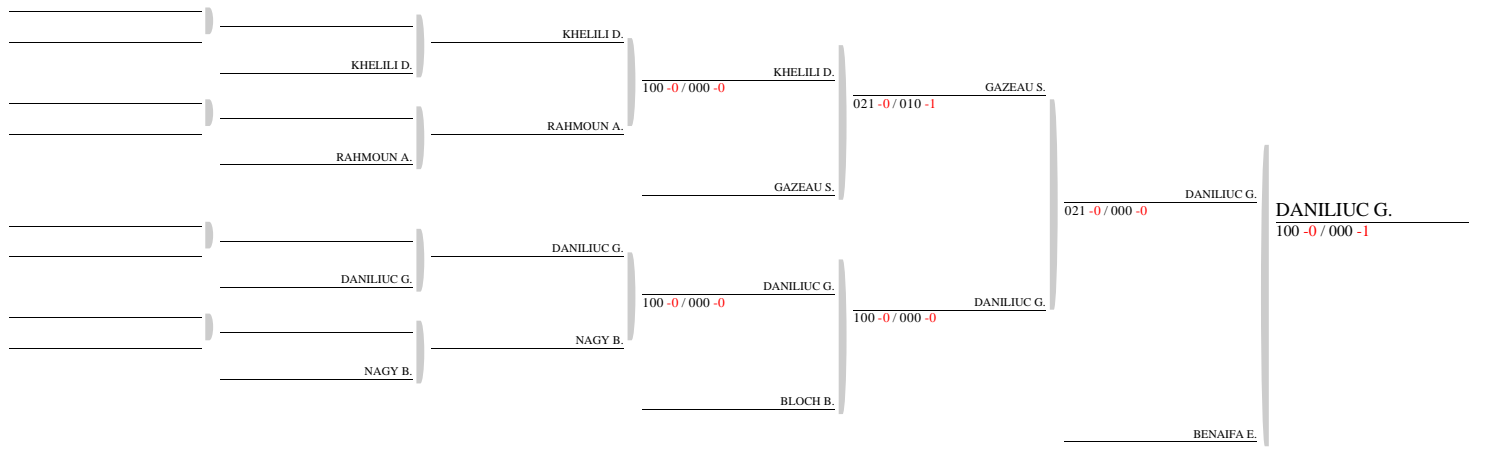 KHELILI D.
KHELILI D.
KHELILI D.
100 -0 / 000 -0
GAZEAU S.
021 -0 / 010 -1
RAHMOUN A.
RAHMOUN A.
GAZEAU S.
DANILIUC G.
021 -0 / 000 -0
DANILIUC G.
100 -0 / 000 -1
DANILIUC G.
DANILIUC G.
DANILIUC G.
100 -0 / 000 -0
DANILIUC G.
100 -0 / 000 -0
NAGY B.
NAGY B.
BLOCH B.
BENAIFA E.